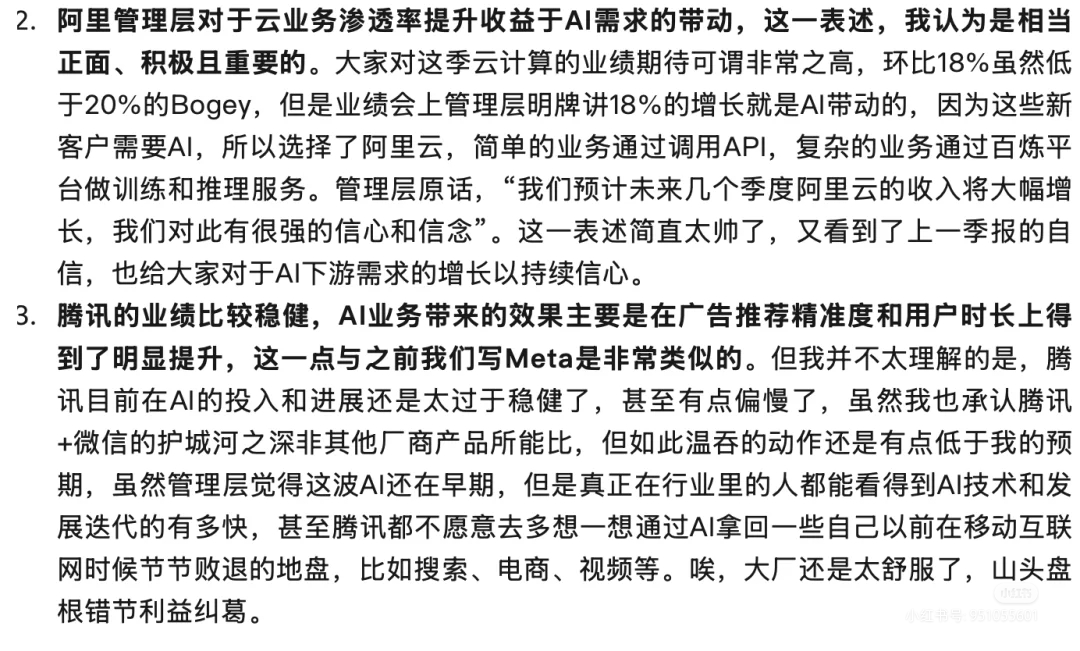 2. 阿里管理层对于云业务渗透率提升收益于AI需求的带动，这一表述，我认为是相当
正面、积极且重要的。大家对这季云计算的业绩期待可谓非常之高，环比18%虽然低
于20%的Bogey，但是业绩会上管理层明牌讲18%的增长就是AI带动的，因为这些新
客户需要AI，所以选择了阿里云，简单的业务通过调用API，复杂的业务通过百炼平
台做训练和推理服务。管理层原话，“我们预计未来几个季度阿里云的收入将大幅增
长，我们对此有很强的信心和信念”。这一表述简直太帅了，又看到了上一季报的自
信，也给大家对于AI下游需求的增长以持续信心。
3. 腾讯的业绩比较稳健，AI业务带来的效果主要是在广告推荐精准度和用户时长上得
到了明显提升，这一点与之前我们写Meta是非常类似的。但我并不太理解的是，腾
讯目前在AI的投入和进展还是太过于稳健了，甚至有点偏慢了，虽然我也承认腾讯
+微信的护城河之深非其他厂商产品所能比，但如此温吞的动作还是有点低于我的预
期，虽然管理层觉得这波AI还在早期，但是真正在行业里的人都能看得到AI技术和发
展迭代的有多快，甚至腾讯都不愿意去多想一想通过AI拿回一些自己以前在移动互联
网时候节节败退的地盘，比如搜索、电商、视频等。唉，大厂还是太舒服了，山头盘
根错节利益纠葛。
小红书
小红书号: